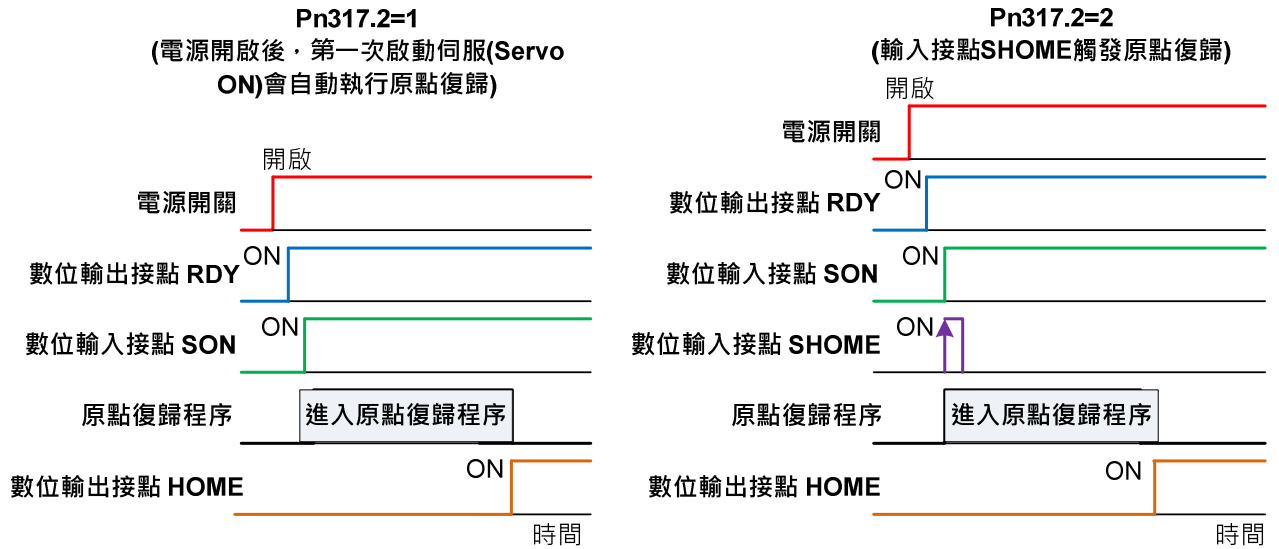 Pn317.2=1
(電源開啟後，第一次啟動伺服(Servo
ON)會自動執行原點復歸)
開啟
電源開關
ON
數位輸出接點 RDY
ON
數位輸入接點 SON
原點復歸程序
進入原點復歸程序
ON
數位輸出接點 HOME
時間
Pn317.2=2
(輸入接點SHOME觸發原點復歸)
開啟
電源開關
ON
數位輸出接點 RDY
ON
數位輸入接點 SON
ON
數位輸入接點 SHOME
原點復歸程序
進入原點復歸程序
ON
數位輸出接點 HOME
時間